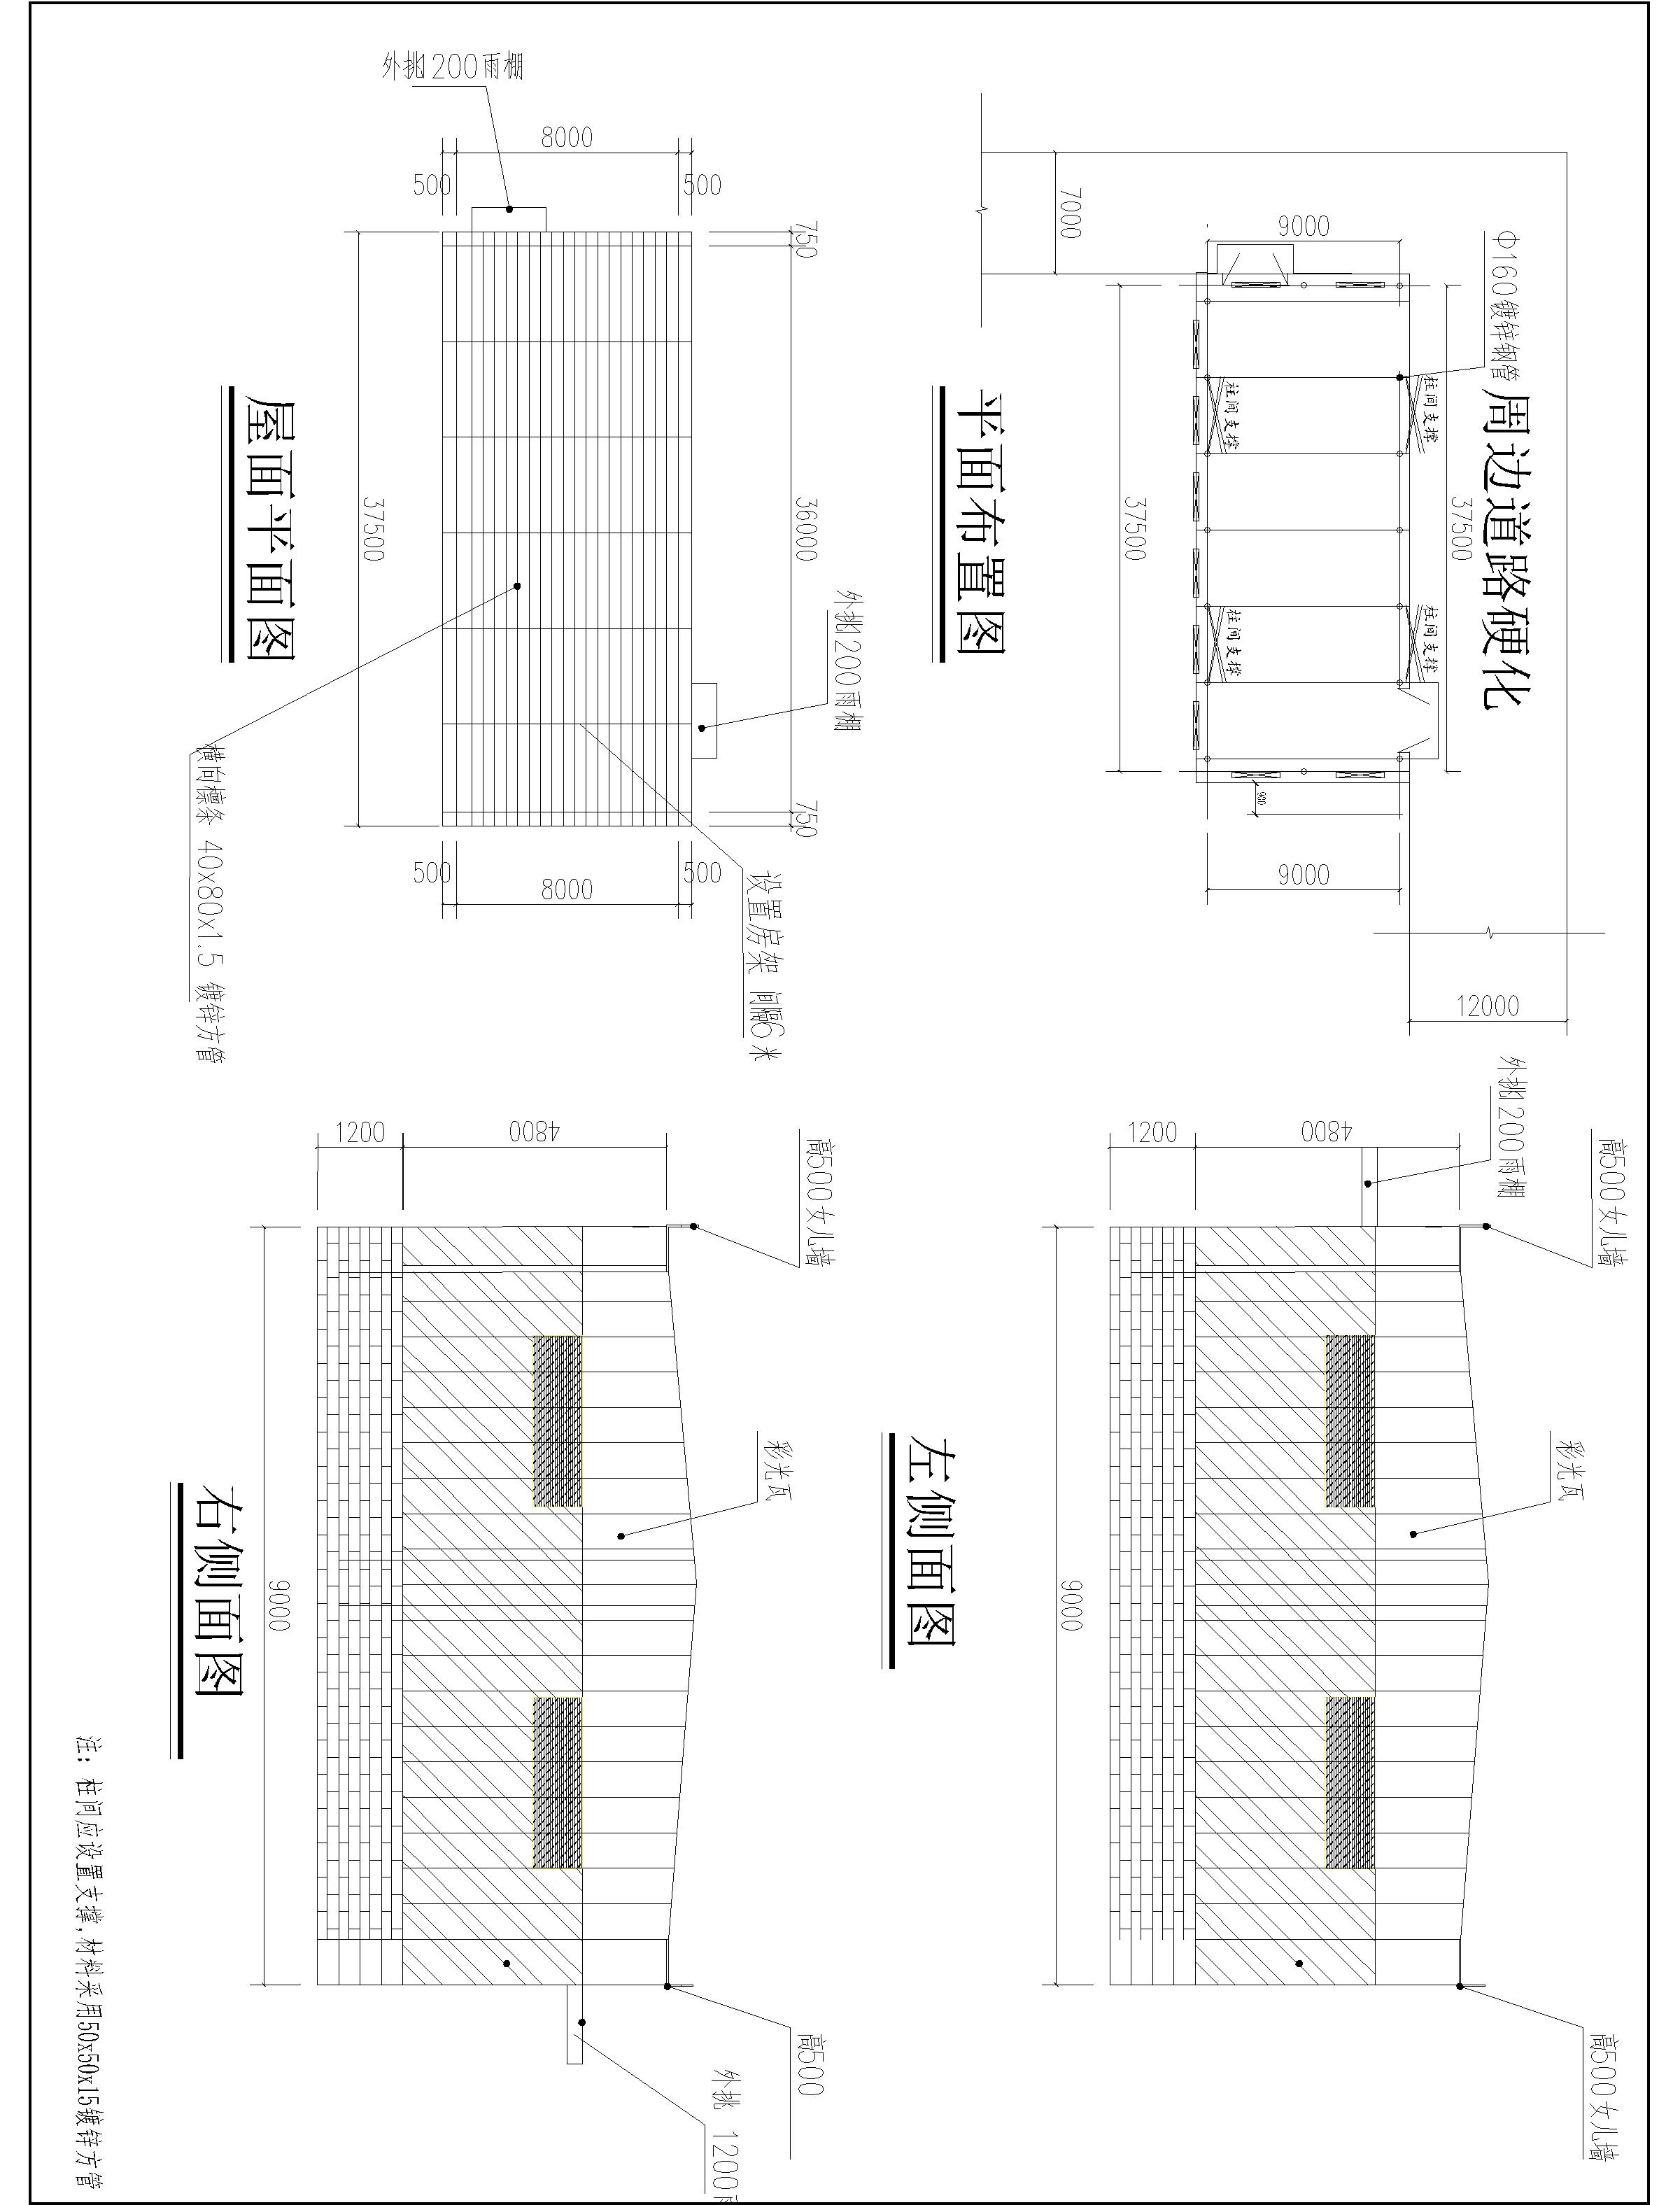 Φ160镀锌钢管
周边道路硬化
7000
9000
37500
37500
柱间支撑
柱间支撑
柱间支撑
柱间支撑
900
9000
12000
平面布置图
外挑1200雨棚
高500女儿墙
1200
4800
彩光瓦
9000
高500女儿墙
左侧面图
外挑1200雨棚
8000
500
500
750
36000
750
37500
外挑1200雨棚
500
8000
500
设置房架 间隔6米
横向檩条 40x80x1.5 镀锌方管
屋面平面图
高500女儿墙
1200
4800
彩光瓦
9000
高500
外挑 1200
右侧面图
注：柱间应设置支撑，材料采用50x50x15镀锌方管